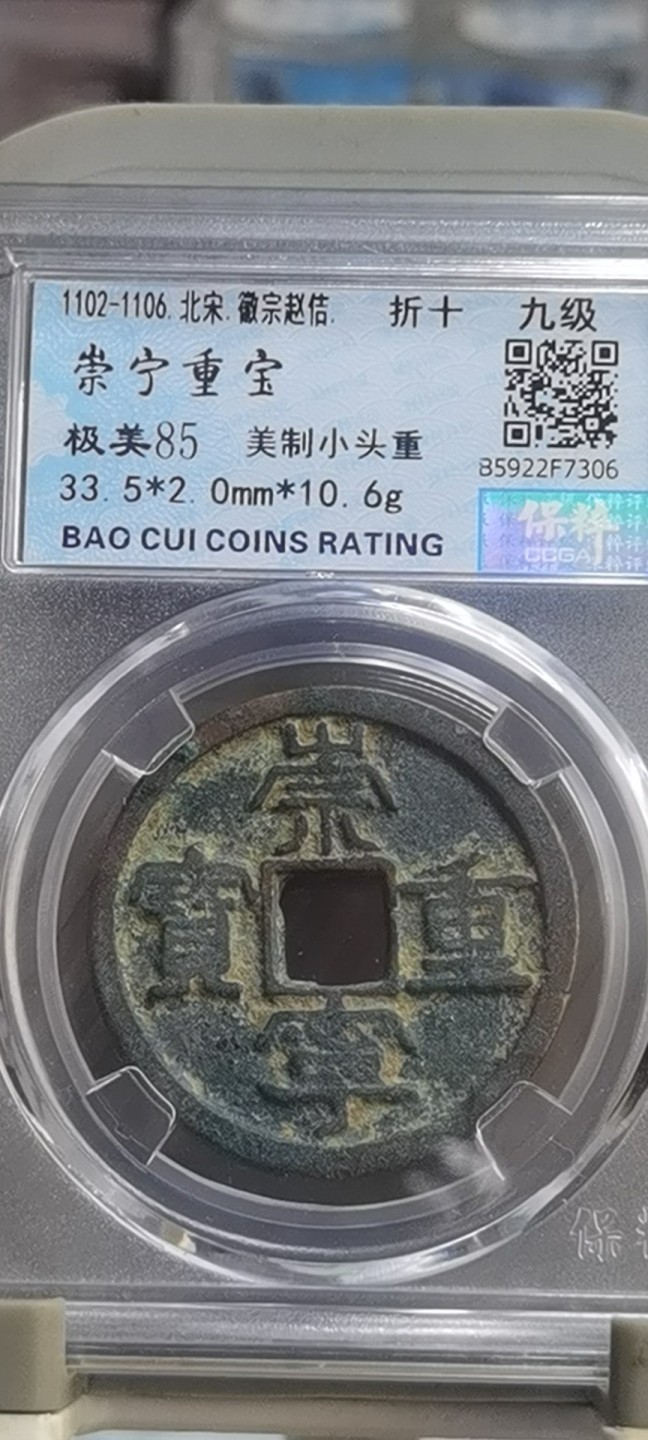 1102-1106.北宋.徽宗赵佶. 折十 九级
崇宁重宝
极美85 美制小头重
B5922F7306
33.5*2.0mm*10.6g
BAO CUI COINS RATING
保粹
CCGA
崇
寶 重
寧
保